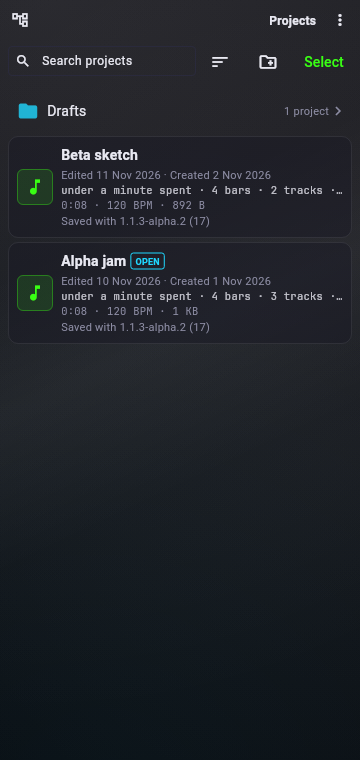 Projects
Search projects
Select
Drafts
1 project
Beta sketch
Edited 11 Nov 2026 · Created 2 Nov 2026
under a minute spent · 4 bars · 2 tracks ·…
0:08 · 120 BPM · 892 B
Saved with 1.1.3-alpha.2 (17)
Alpha jam OPEN
Edited 10 Nov 2026 · Created 1 Nov 2026
under a minute spent · 4 bars · 3 tracks ·…
0:08 · 120 BPM · 1 KB
Saved with 1.1.3-alpha.2 (17)